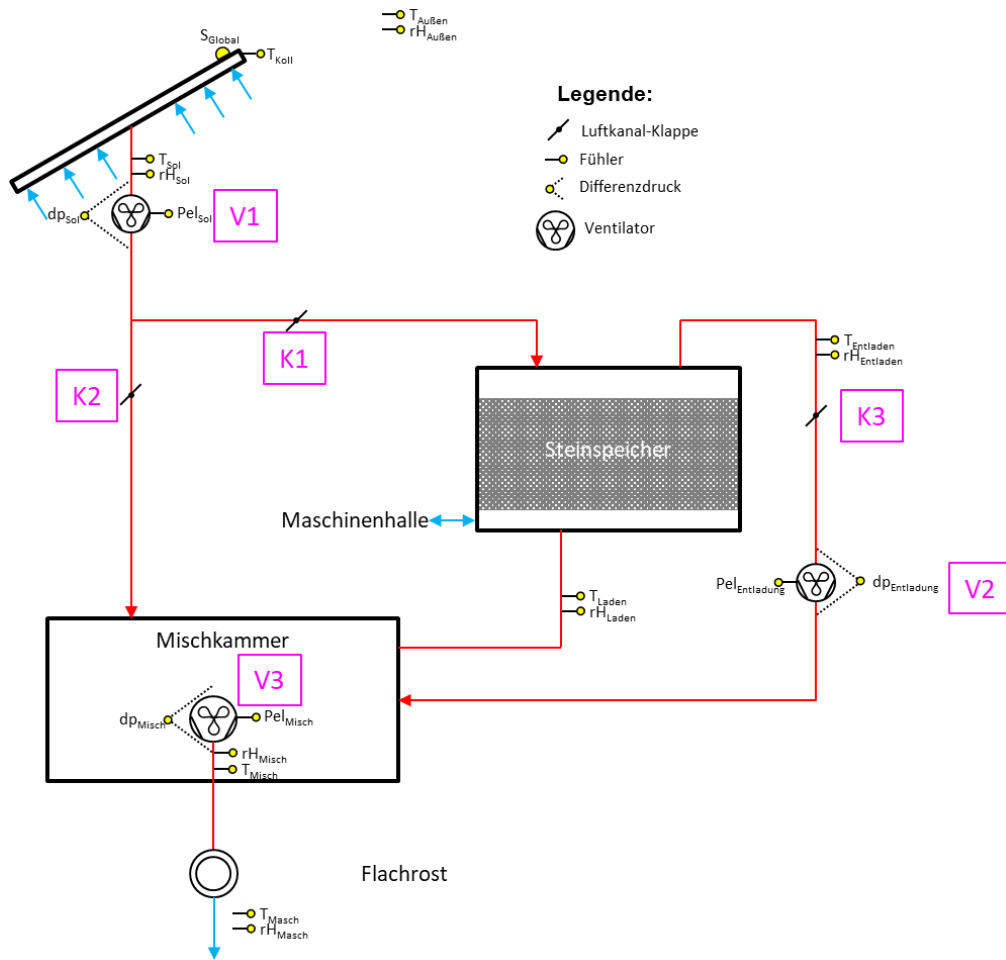 T_Außen
rH_Außen
S_Global
T_Koll
Legende:
Luftkanal-Klappe
Fühler
Differenzdruck
Ventilator
T_Sol
rH_Sol
dp_Sol
Pel_Sol
V1
K1
K2
T_Entladen
rH_Entladen
K3
Steinspeicher
Maschinenhalle
Pel_Entladung
dp_Entladung
V2
T_Laden
rH_Laden
Mischkammer
V3
dp_Misch
Pel_Misch
rH_Misch
T_Misch
Flachrost
T_Masch
rH_Masch